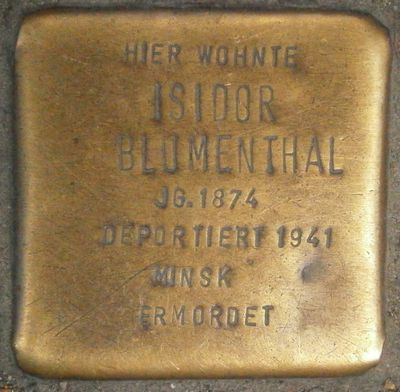 HIER WOHNTE
ISIDOR
BLUMENTHAL
JG. 1874
DEPORTIERT 1941
MINSK
ERMORDET